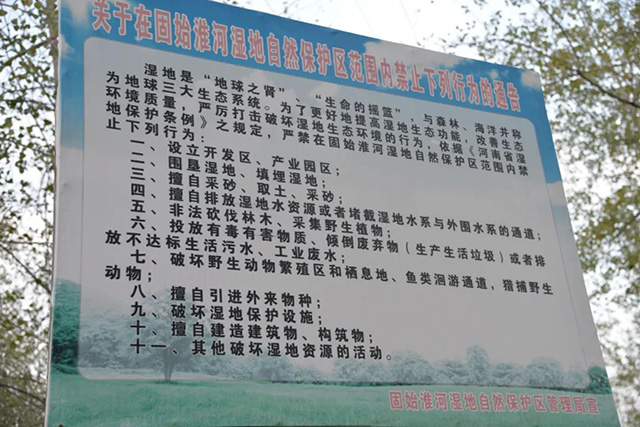 关于在固始淮河湿地自然保护区范围内禁止下列行为的通告
湿地是“地球之肾”、“生命的摇篮”，与森林、海洋并称
为地球三大生态系统。为了更好地提高湿地生态功能，改善生态
环境质量，严厉打击破坏湿地生态环境的行为，依据《河南省湿
地保护条例》之规定，严禁在固始淮河湿地自然保护区范围内禁
止下列行为：
一、设立开发区、产业园区；
二、围垦湿地、填埋湿地；
三、擅自采砂、取土、采砂；
四、擅自排放湿地水资源或者堵截湿地水系与外围水系的通道；
五、非法砍伐林木、采集野生植物；
六、投放有毒有害物质、倾倒废弃物（生产生活垃圾）或者排
放不达标生活污水、工业废水；
七、破坏野生动物繁殖区和栖息地、鱼类洄游通道，猎捕野生
动物；
八、擅自引进外来物种；
九、破坏湿地保护设施；
十、擅自建造建筑物、构筑物；
十一、其他破坏湿地资源的活动。
固始淮河湿地自然保护区管理局宣